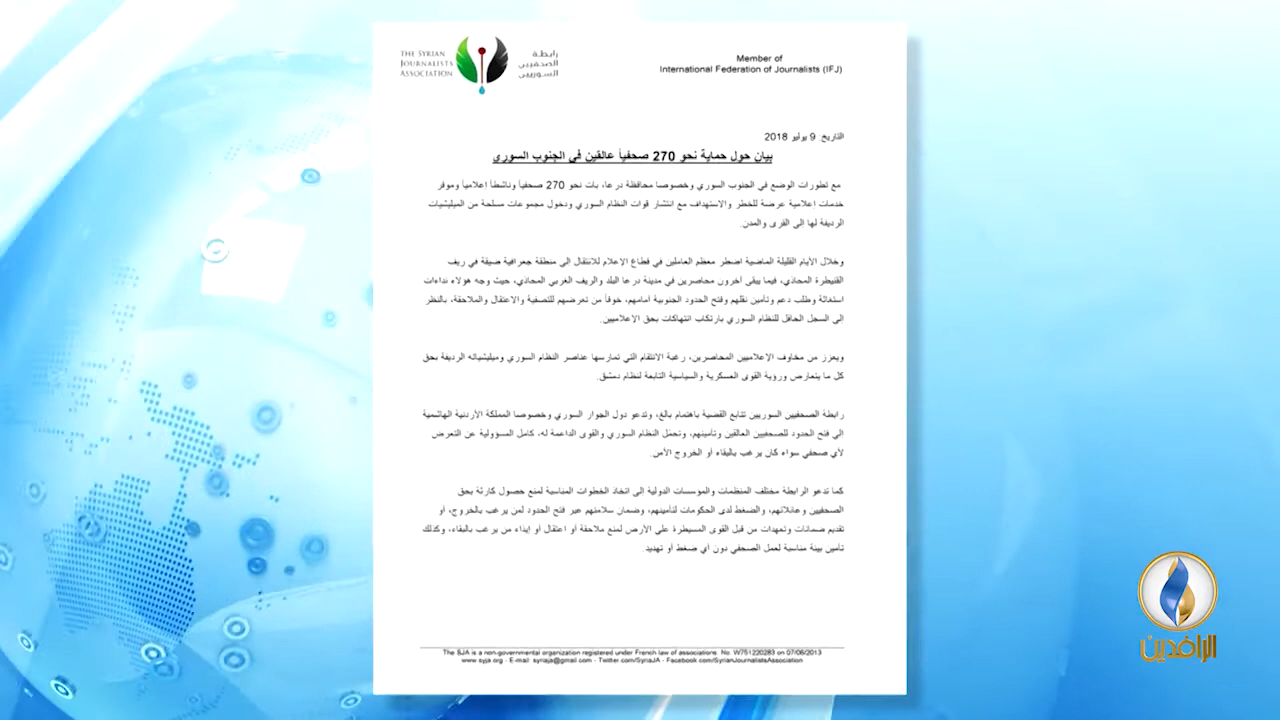 THE SYRIAN
JOURNALISTS
ASSOCIATION
رابطة
الصحفيين
السوريين
Member of
International Federation of Journalists (IFJ)
التاريخ: 9 يوليو 2018
بيان حول حماية نحو 270 صحفياً عالقين في الجنوب السوري
مع تطورات الوضع في الجنوب السوري وخصوصا محافظة درعا، بات نحو 270 صحفياً وناشطاً إعلامياً وموفر
خدمات إعلامية عرضة للخطر والاستهداف مع انتشار قوات النظام السوري ودخول مجموعات مسلحة من الميليشيات
الرديفة لها الى القرى والمدن.
وخلال الأيام القليلة الماضية اضطر معظم العاملين في قطاع الإعلام للانتقال الى منطقة جغرافية ضيقة في ريف
القنيطرة المحاذي، فيما يبقى آخرون محاصرين في مدينة درعا البلد والريف الغربي المحاذي، حيث وجه هؤلاء نداءات
استغاثة وطلب دعم وتأمين نقلهم وفتح الحدود الجنوبية أمامهم، خوفاً من تعرضهم للتصفية والاعتقال والملاحقة، بالنظر
إلى السجل الحافل للنظام السوري بارتكاب انتهاكات بحق الإعلاميين.
ويعزز من مخاوف الإعلاميين المحاصرين، رغبة الانتقام التي تمارسها عناصر النظام السوري وميليشياته الرديفة بحق
كل ما يتعارض ورؤية القوى العسكرية والسياسية التابعة لنظام دمشق.
رابطة الصحفيين السوريين تتابع القضية باهتمام بالغ، وتدعو دول الجوار السوري وخصوصا المملكة الأردنية الهاشمية
إلى فتح الحدود للصحفيين العالقين وتأمينهم، وتحمّل النظام السوري والقوى الداعمة له، كامل المسؤولية عن التعرض
لأي صحفي سواء كان يرغب بالبقاء أو الخروج الآمن.
كما تدعو الرابطة مختلف المنظمات والمؤسسات الدولية إلى اتخاذ الخطوات المناسبة لمنع حصول كارثة بحق
الصحفيين وعائلاتهم، والضغط لدى الحكومات لتأمينهم، وضمان سلامتهم عبر فتح الحدود لمن يرغب بالخروج، أو
تقديم ضمانات وتعهدات من قبل القوى المسيطرة على الأرض لمنع ملاحقة أو اعتقال أو إيذاء من يرغب بالبقاء، وكذلك
تأمين بيئة مناسبة لعمل الصحفي دون أي ضغط أو تهديد.
The SJA is a non-governmental organization registered under French law of associations. No. W751220283 on 07/06/2013
www.syja.org - E-mail: syriaja@gmail.com - Twitter.com/SyriaJA - Facebook.com/SyrianJournalistsAssociation
الرافدين